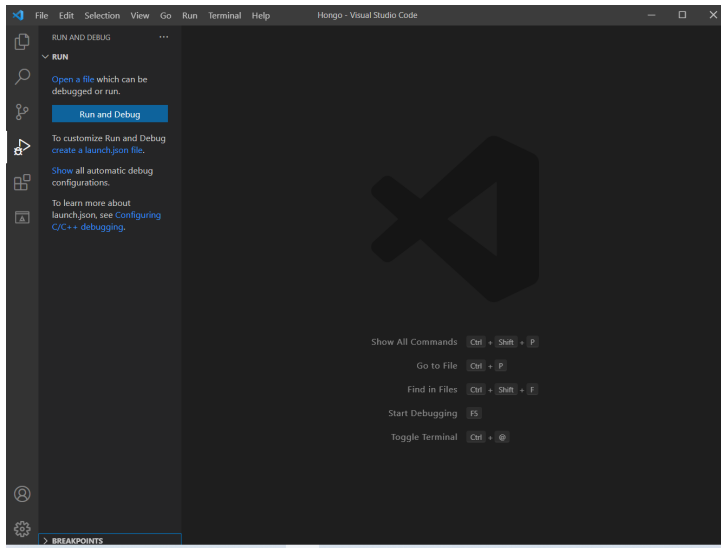 File Edit Selection View Go Run Terminal Help Hongo - Visual Studio Code
RUN AND DEBUG ...
RUN
Open a file which can be
debugged or run.
Run and Debug
To customize Run and Debug
create a launch.json file.
Show all automatic debug
configurations.
To learn more about
launch.json, see Configuring
C/C++ debugging.
Show All Commands Ctrl + Shift + P
Go to File Ctrl + P
Find in Files Ctrl + Shift + F
Start Debugging F5
Toggle Terminal Ctrl + @
BREAKPOINTS